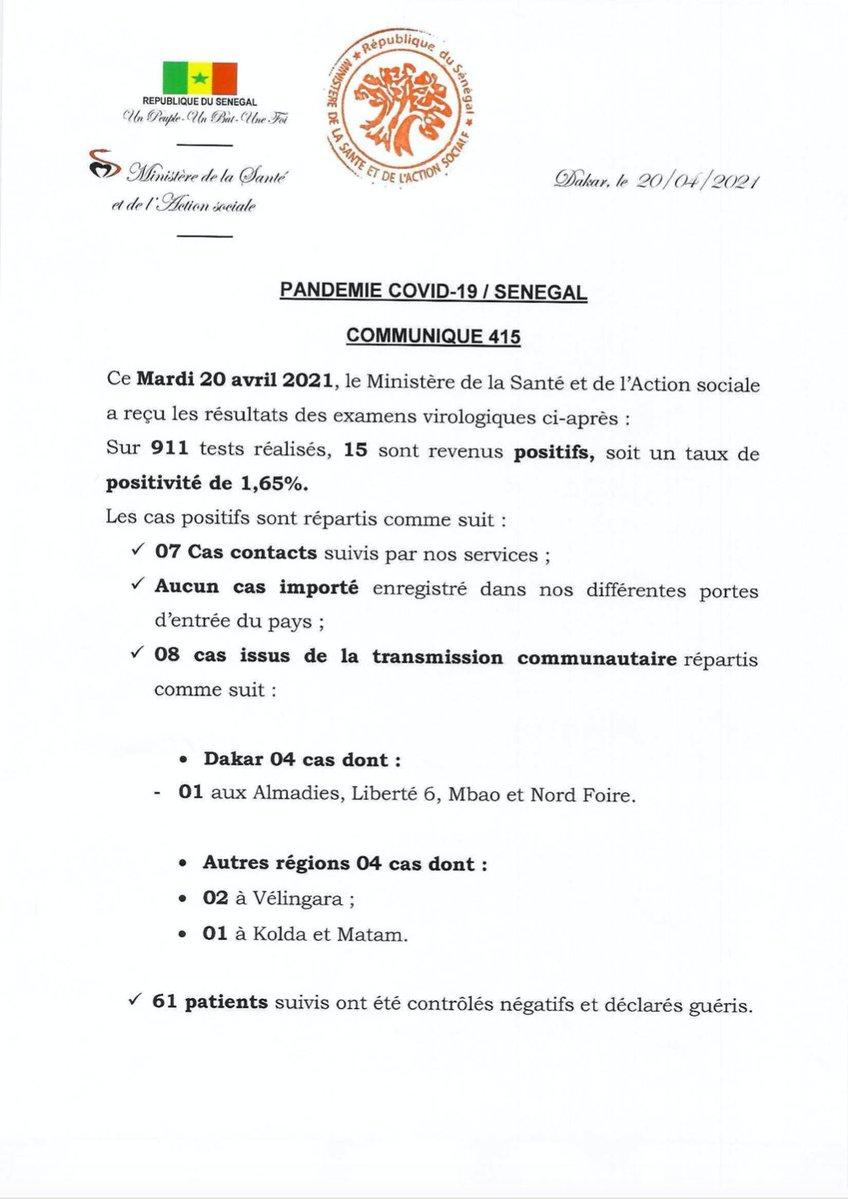 REPUBLIQUE DU SENEGAL
Un Peuple-Un But-Une Foi
Ministère de la Santé
et de l'Action sociale
★ République du Sénégal ★
MINISTÈRE DE LA SANTE ET DE L'ACTION SOCIALE
Dakar, le 20/04/2021
PANDEMIE COVID-19 / SENEGAL
COMMUNIQUE 415
Ce Mardi 20 avril 2021, le Ministère de la Santé et de l'Action sociale
a reçu les résultats des examens virologiques ci-après :
Sur 911 tests réalisés, 15 sont revenus positifs, soit un taux de
positivité de 1,65%.
Les cas positifs sont répartis comme suit :
✓ 07 Cas contacts suivis par nos services ;
✓ Aucun cas importé enregistré dans nos différentes portes
d'entrée du pays ;
✓ 08 cas issus de la transmission communautaire répartis
comme suit :
• Dakar 04 cas dont :
- 01 aux Almadies, Liberté 6, Mbao et Nord Foire.
• Autres régions 04 cas dont :
• 02 à Vélingara ;
• 01 à Kolda et Matam.
✓ 61 patients suivis ont été contrôlés négatifs et déclarés guéris.